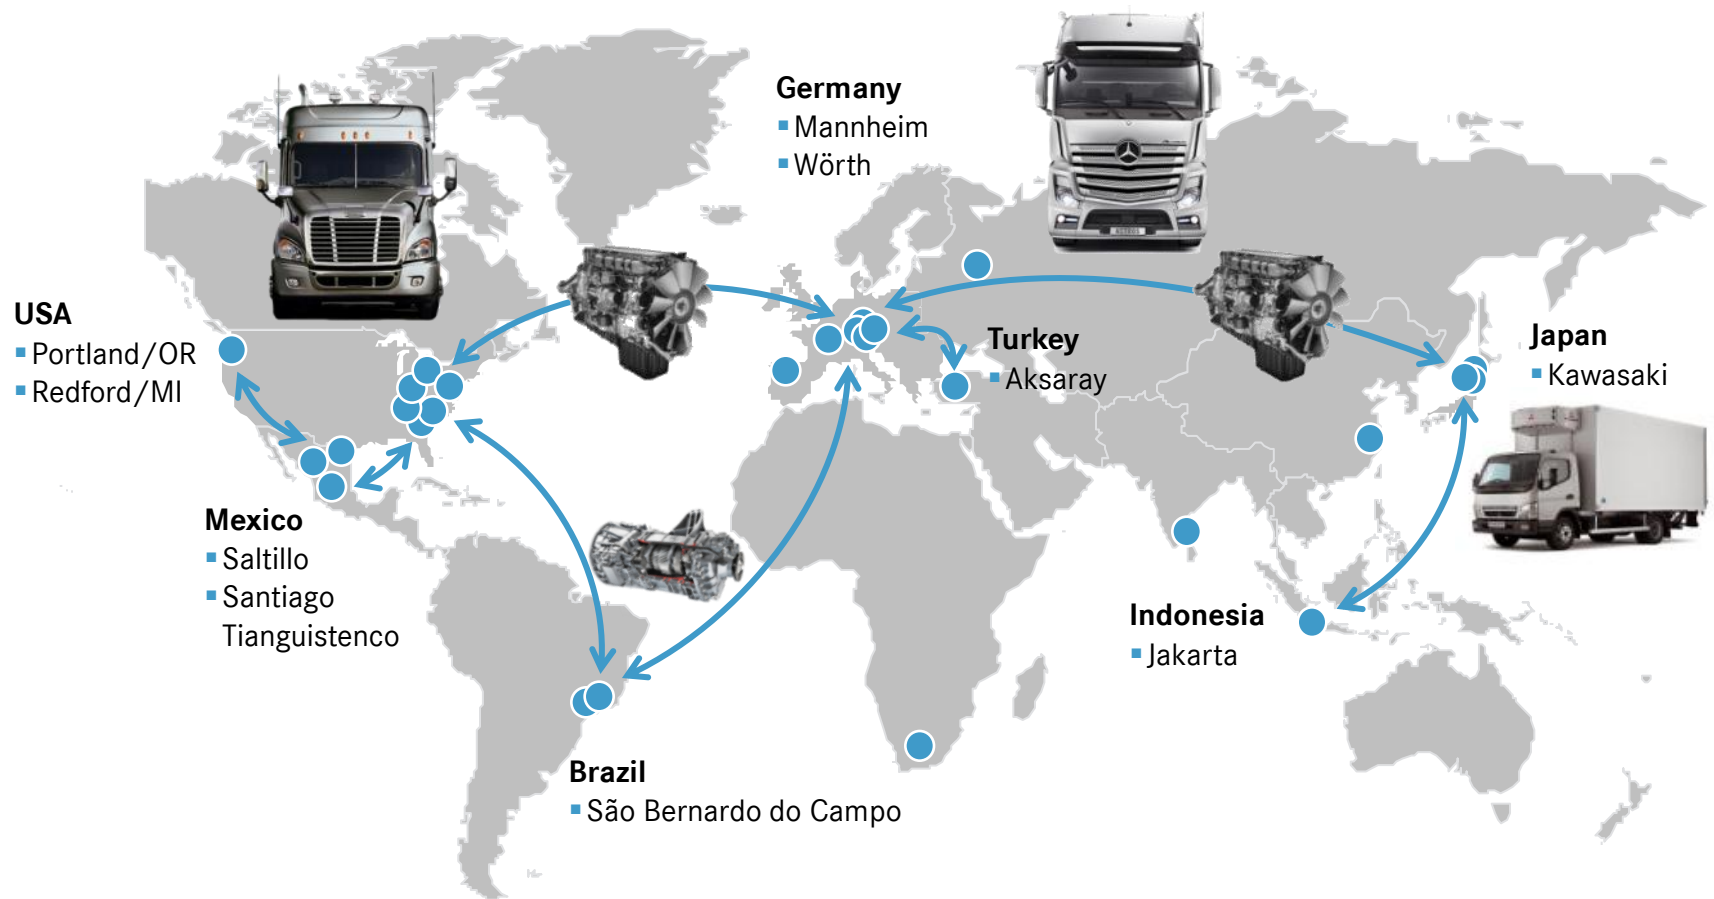 Germany
Mannheim
Wörth
USA
Portland/OR
Redford/MI
Turkey
Aksaray
Japan
Kawasaki
Mexico
Saltillo
Santiago
Tianguistenco
Indonesia
Jakarta
Brazil
São Bernardo do Campo